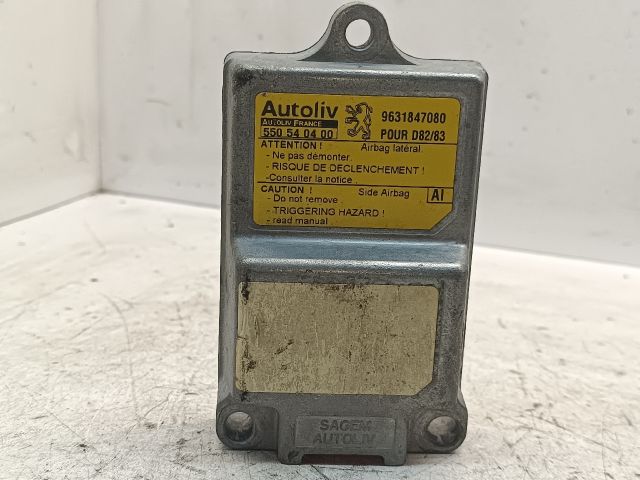 Autoliv
AUTOLIV FRANCE
550 54 04 00
9631847080
POUR D82/83
ATTENTION ! Airbag latéral.
- Ne pas démonter.
- RISQUE DE DECLENCHEMENT !
-Consulter la notice .
CAUTION ! Side Airbag
- Do not remove .
- TRIGGERING HAZARD !
- read manual .
AI
SAGEM
AUTOLIV